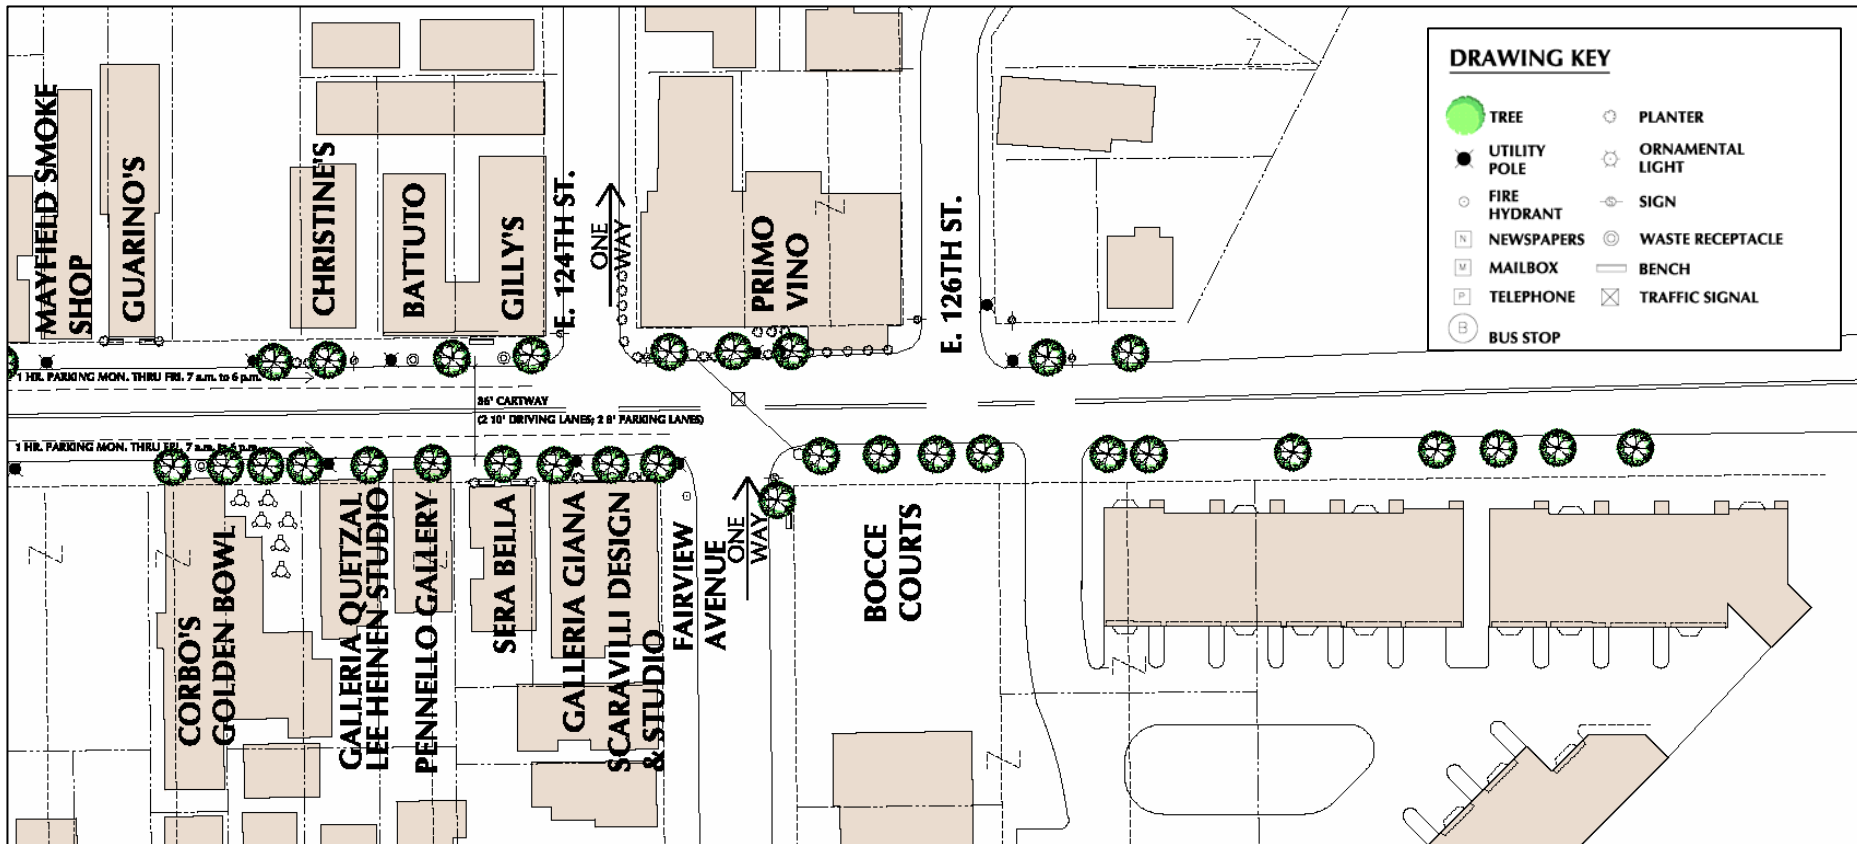 MAYFIELD SMOKE
SHOP
GUARINO'S
CHRISTINE'S
BATTUTO
GILLY'S
E. 124TH ST.
ONE
WAY
PRIMO
VINO
E. 126TH ST.
DRAWING KEY
TREE
PLANTER
UTILITY
POLE
ORNAMENTAL
LIGHT
FIRE
HYDRANT
S
SIGN
N
NEWSPAPERS
WASTE RECEPTACLE
M
MAILBOX
BENCH
P
TELEPHONE
TRAFFIC SIGNAL
B
BUS STOP
1 HR. PARKING MON. THRU FRI. 7 a.m. to 6 p.m.
36' CARTWAY
(2 10' DRIVING LANES; 2 8' PARKING LANES)
1 HR. PARKING MON. THRU FRI. 7 a.m. to 6 p.m.
CORBO'S
GOLDEN BOWL
GALLERIA QUETZAL
LEE HEINEN STUDIO
PENNELLO GALLERY
SERA BELLA
GALLERIA GIANA
SCARAVILLI DESIGN
& STUDIO
FAIRVIEW
AVENUE
ONE
WAY
BOCCE
COURTS